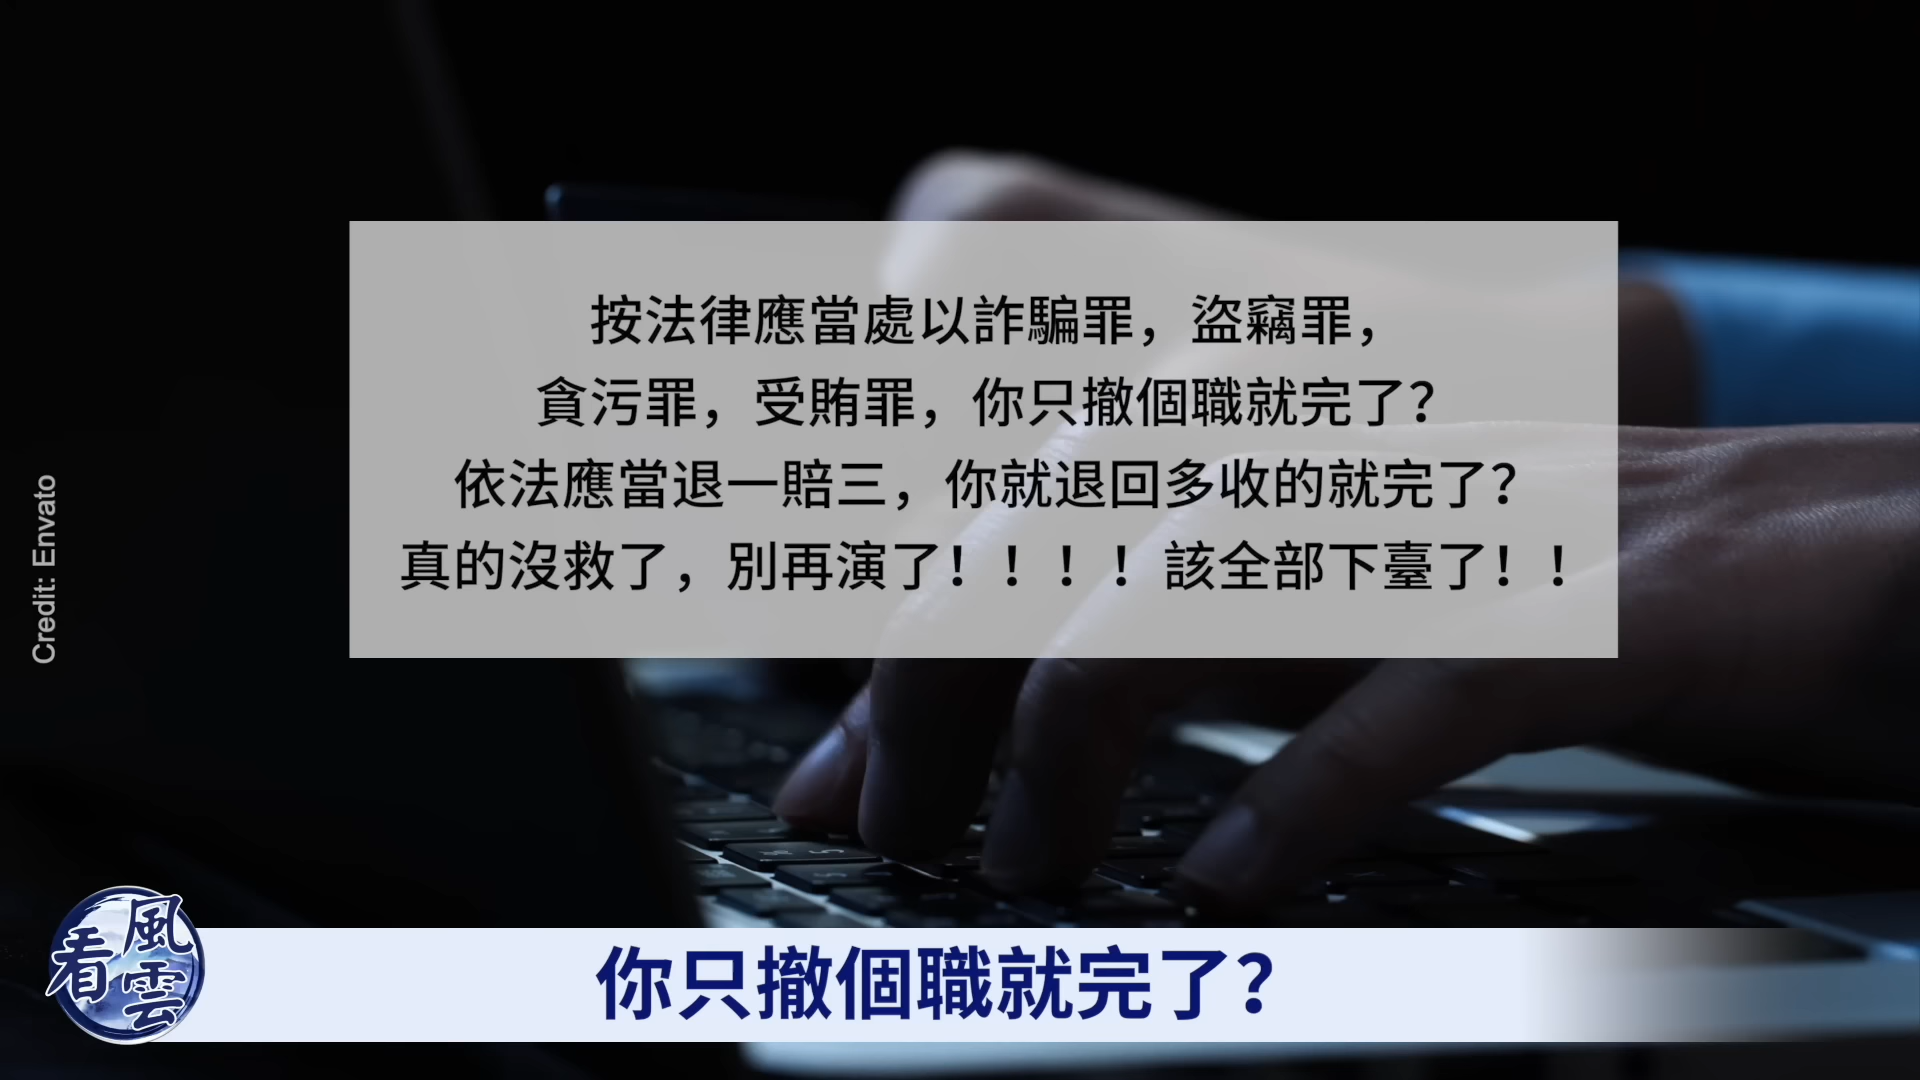 按法律應當處以詐騙罪，盜竊罪，
貪污罪，受賄罪，你只撤個職就完了？
依法應當退一賠三，你就退回多收的就完了？
真的沒救了，別再演了！！！！該全部下臺了！！
Credit: Envato
看風雲
你只撤個職就完了？